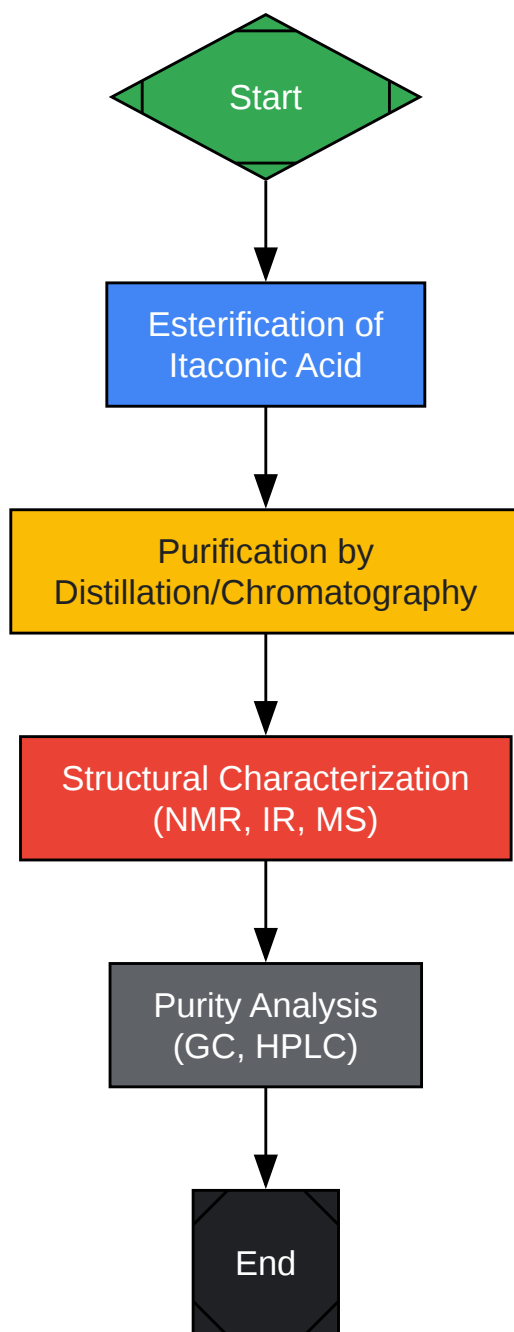 Start
Esterification of
Itaconic Acid
Purification by
Distillation/Chromatography
Structural Characterization
(NMR, IR, MS)
Purity Analysis
(GC, HPLC)
End